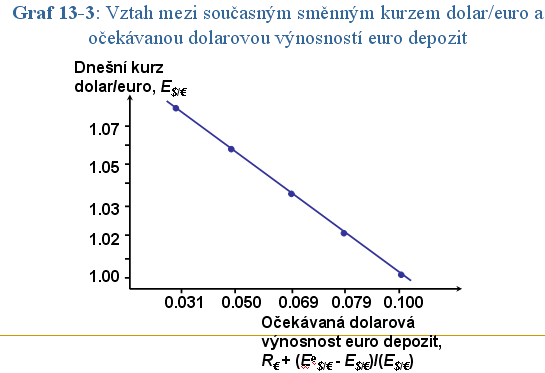 Graf 13-3: Vztah mezi současným směnným kurzem dolar/euro a
očekávanou dolarovou výnosností euro depozit
Dnešní kurz
dolar/euro, E$/€
1.07
1.05
1.03
1.02
1.00
0.031 0.050 0.069 0.079 0.100
Očekávaná dolarová
výnosnost euro depozit,
R€ + (Ee$/€ - E$/€)/(E$/€)